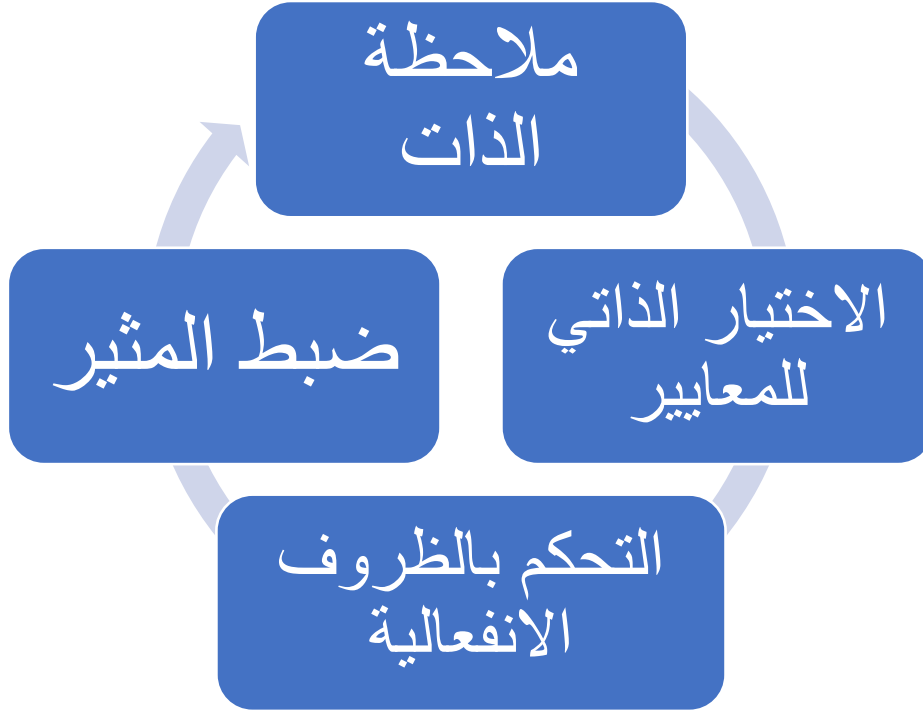 ملاحظة
الذات
الاختيار الذاتي
للمعايير
التحكم بالظروف
الانفعالية
ضبط المثير